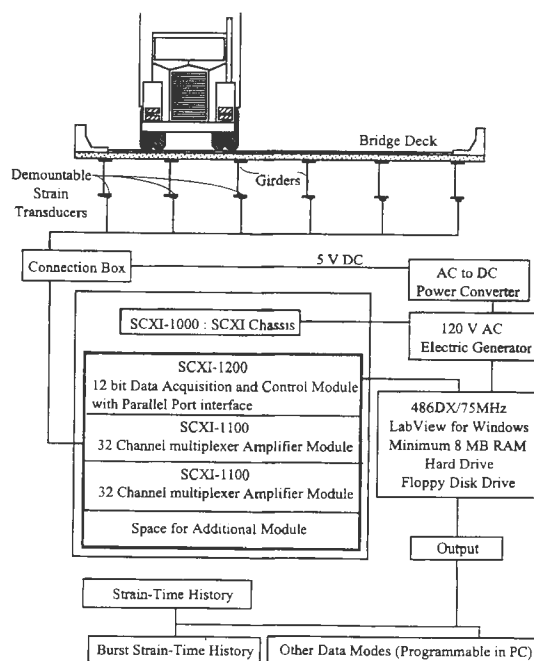 Bridge Deck
Demountable
Strain
Transducers
Girders
Connection Box
5 V DC
AC to DC
Power Converter
SCXI-1000 : SCXI Chassis
120 V AC
Electric Generator
SCXI-1200
12 bit Data Acquisition and Control Module
with Parallel Port interface
SCXI-1100
32 Channel multiplexer Amplifier Module
SCXI-1100
32 Channel multiplexer Amplifier Module
Space for Additional Module
486DX/75MHz
LabView for Windows
Minimum 8 MB RAM
Hard Drive
Floppy Disk Drive
Output
Strain-Time History
Burst Strain-Time History
Other Data Modes (Programmable in PC)